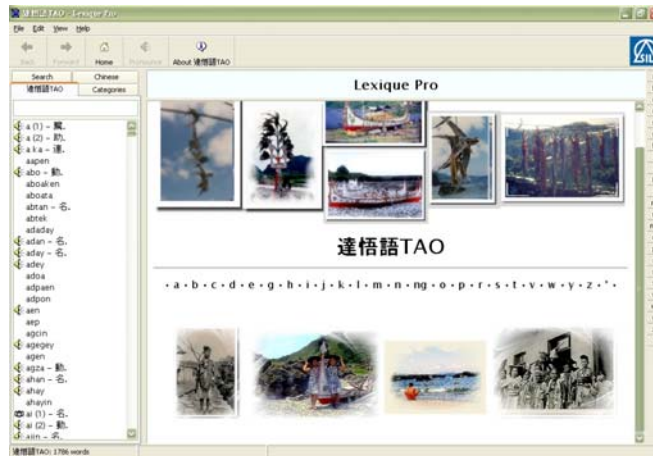 達悟語TAO - Lexique Pro
File Edit View Help
Back Forward Home Pronounce About 達悟語TAO
SIL
Search Chinese
達悟語TAO Categories
a (1) - 屬.
a (2) - 助.
a ka - 連.
aapen
abo - 動.
aboaken
aboata
abtan - 名.
abtek
adaday
adan - 名.
aday - 名.
adey
adoa
adpaen
adpon
aen
aep
agcin
agegey
agen
agza - 動.
ahan - 名.
ahay
ahayin
ai (1) - 名.
ai (2) - 動.
aiin - 名.
Lexique Pro
達悟語TAO
· a · b · c · d · e · g · h · i · j · k · l · m · n · ng · o · p · r · s · t · v · w · y · z · ' ·
達悟語TAO: 1786 words